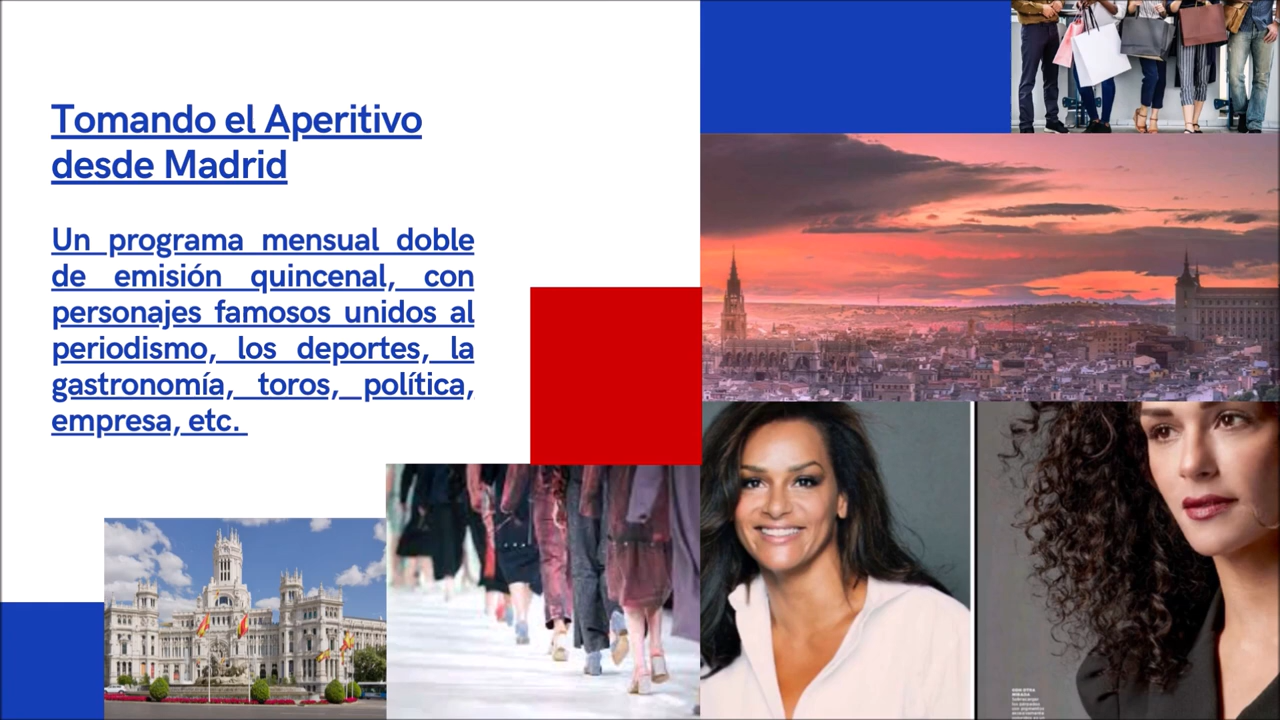 Tomando el Aperitivo
desde Madrid
Un programa mensual doble
de emisión quincenal, con
personajes famosos unidos al
periodismo, los deportes, la
gastronomía, toros, política,
empresa, etc.